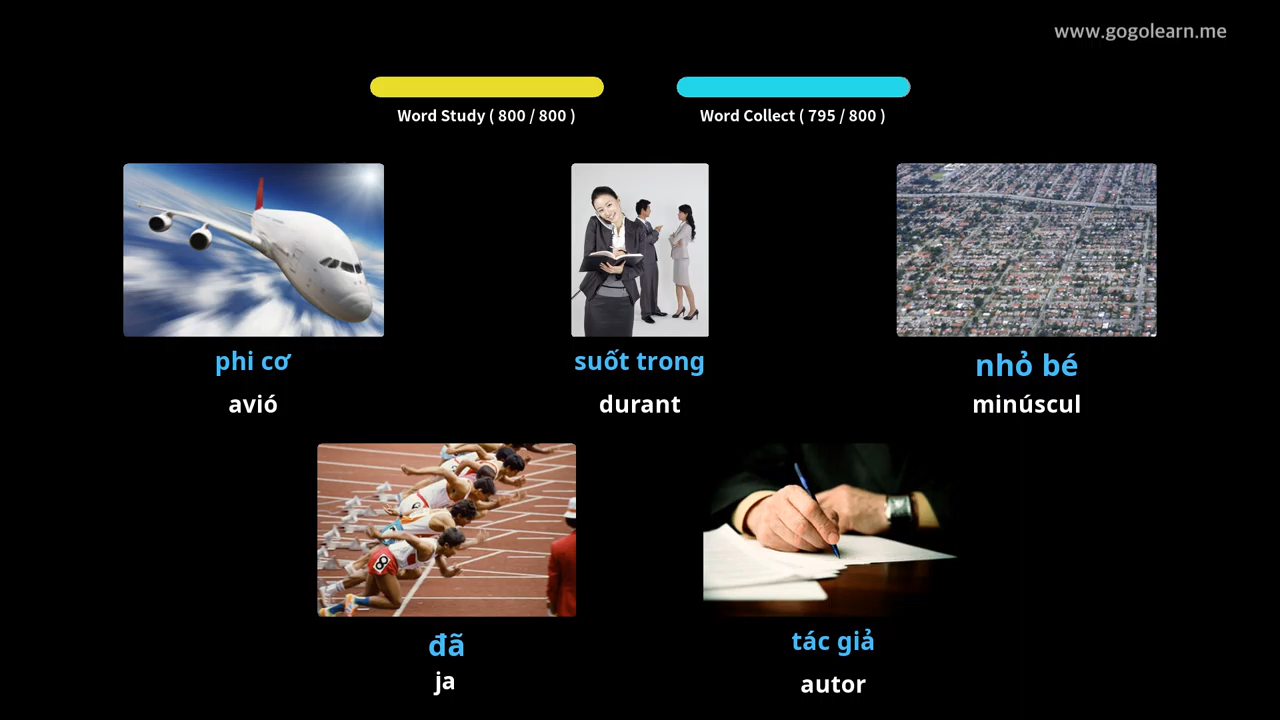 www.gogolearn.me
Word Study ( 800 / 800 )
Word Collect ( 795 / 800 )
phi cơ
avió
suốt trong
durant
nhỏ bé
minúscul
8
đã
ja
tác giả
autor